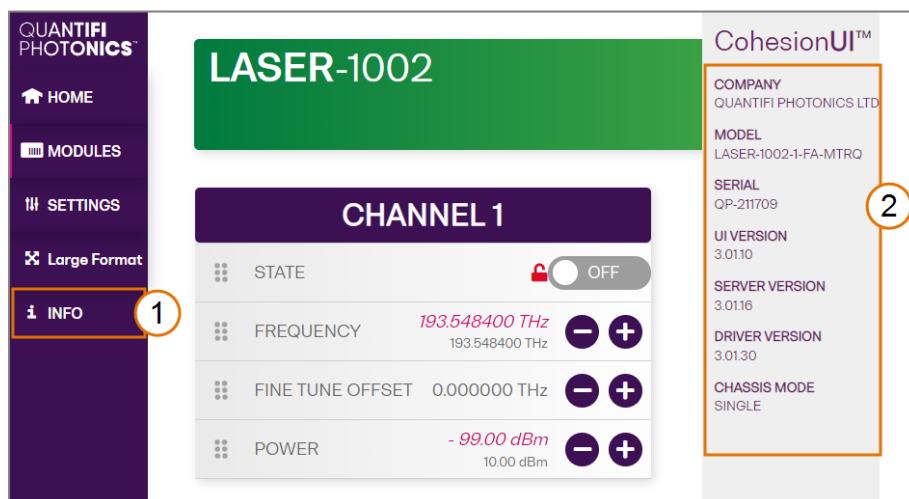 QUANTIFI
PHOTONICS™
HOME
MODULES
SETTINGS
Large Format
INFO
1
LASER-1002
CHANNEL 1
STATE
OFF
FREQUENCY
193.548400 THz
193.548400 THz
FINE TUNE OFFSET 0.000000 THz
POWER
- 99.00 dBm
10.00 dBm
CohesionUI™
COMPANY
QUANTIFI PHOTONICS LTD
MODEL
LASER-1002-1-FA-MTRQ
SERIAL
QP-211709
2
UI VERSION
3.01.10
SERVER VERSION
3.01.16
DRIVER VERSION
3.01.30
CHASSIS MODE
SINGLE